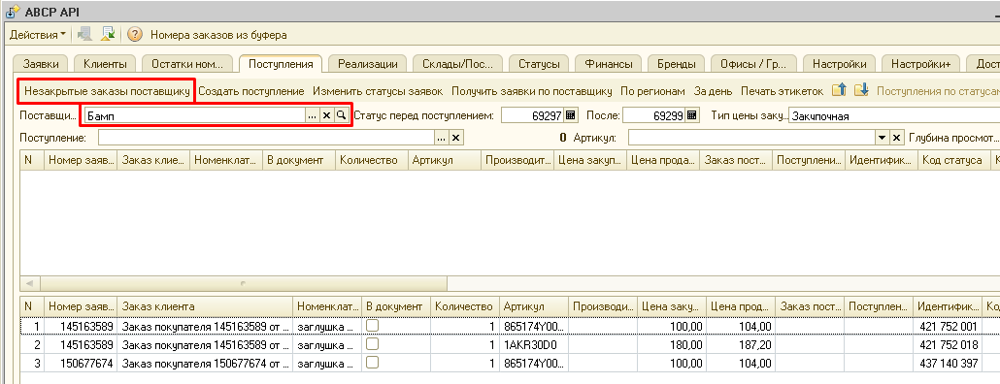 ABCP API
Действия Номера заказов из буфера
Заявки Клиенты Остатки ном... Поступления Реализации Склады/Пос... Статусы Финансы Бренды Офисы / Гр... Настройки Настройки+ Дост
Незакрытые заказы поставщику Создать поступление Изменить статусы заявок Получить заявки по поставщику По регионам За день Печать этикеток Поступления по статусам
Поставщи... Бамп ... Статус перед поступлением: 69297 После: 69299 Тип цены заку... Закупочная
Поступление: ... 0 Артикул: Глубина просмот...
N Номер заяв... Заказ клие... Номенклат... В документ Количество Артикул Производит... Цена закуп... Цена прода... Заказ пост... Поступлени... Идентифик... Код статуса К
N Номер заяв... Заказ клиента Номенклат... В документ Количество Артикул Производи... Цена заку... Цена прод... Заказ пост... Поступлен... Идентифик... Ко
1 145163589 Заказ покупателя 145163589 от ... заглушка ... 1 865174Y00... 100,00 104,00 421 752 001
2 145163589 Заказ покупателя 145163589 от ... заглушка ... 1 1AKR30D0 180,00 187,20 421 752 018
3 150677674 Заказ покупателя 150677674 от ... заглушка ... 1 865174Y00... 100,00 104,00 437 140 397